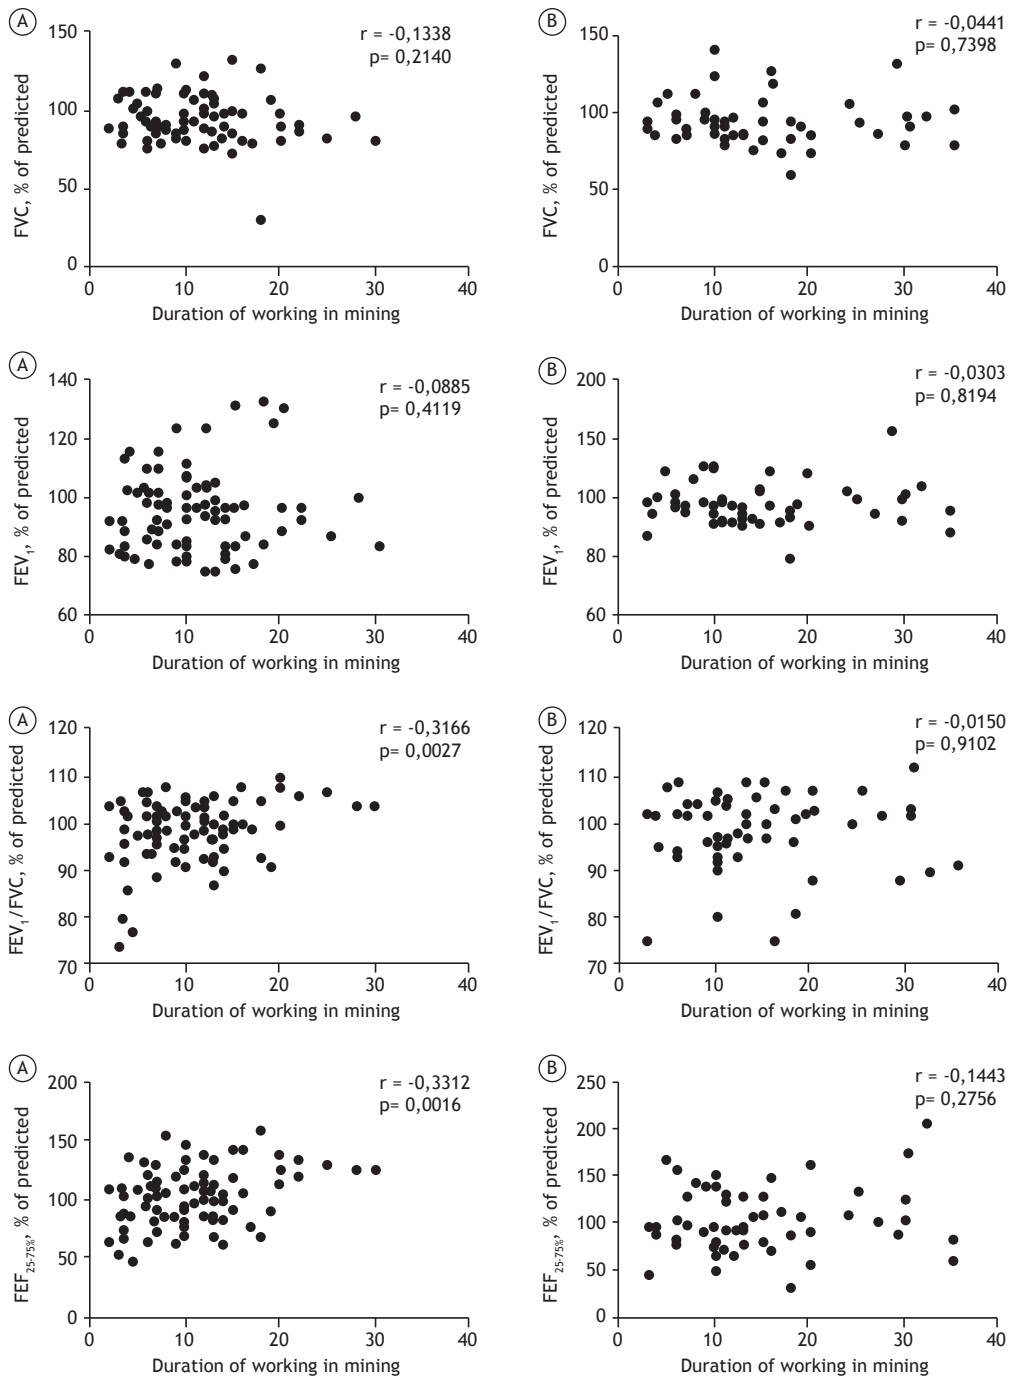 A
r = -0,1338
p= 0,2140
FVC, % of predicted
150
100
50
0
0 10 20 30 40
Duration of working in mining
B
r = -0,0441
p= 0,7398
FVC, % of predicted
150
100
50
0
0 10 20 30 40
Duration of working in mining
A
r = -0,0885
p= 0,4119
FEV1, % of predicted
140
120
100
80
60
0 10 20 30 40
Duration of working in mining
B
r = -0,0303
p= 0,8194
FEV1, % of predicted
200
150
100
80
60
0 10 20 30 40
Duration of working in mining
A
r = -0,3166
p= 0,0027
FEV1/FVC, % of predicted
120
110
100
90
80
70
0 10 20 30 40
Duration of working in mining
B
r = -0,0150
p= 0,9102
FEV1/FVC, % of predicted
120
110
100
90
80
70
0 10 20 30 40
Duration of working in mining
A
r = -0,3312
p= 0,0016
FEF25-75%, % of predicted
200
150
100
50
0
0 10 20 30 40
Duration of working in mining
B
r = -0,1443
p= 0,2756
FEF25-75%, % of predicted
250
200
150
100
50
0
0 10 20 30 40
Duration of working in mining